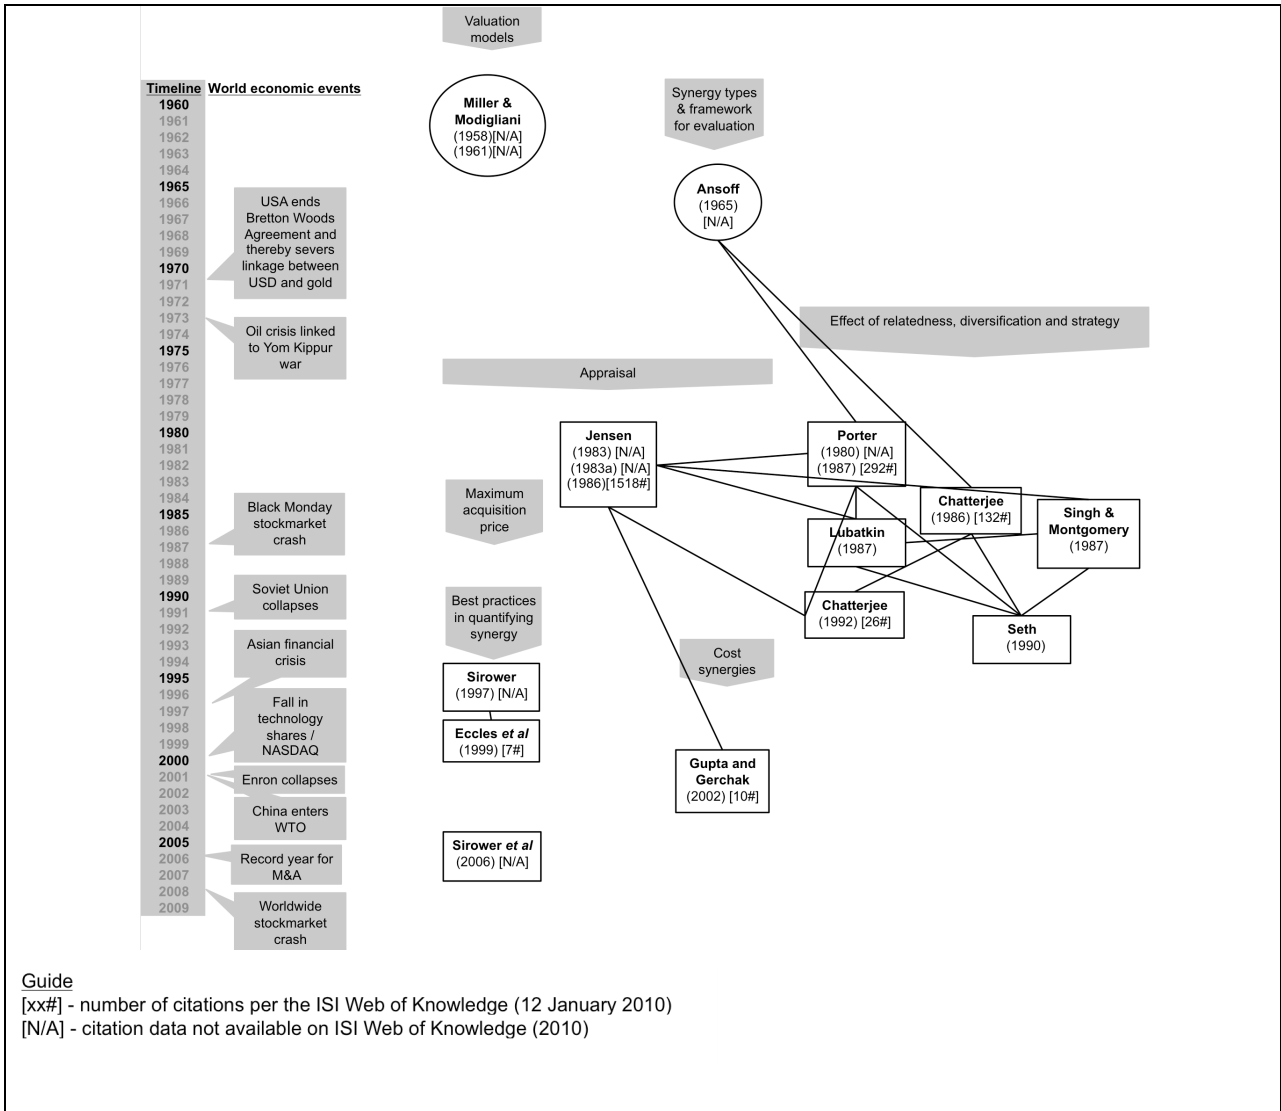 Valuation
models
Timeline World economic events
1960
1961
1962
1963
1964
1965
1966
1967
1968
1969
1970
1971
1972
1973
1974
1975
1976
1977
1978
1979
1980
1981
1982
1983
1984
1985
1986
1987
1988
1989
1990
1991
1992
1993
1994
1995
1996
1997
1998
1999
2000
2001
2002
2003
2004
2005
2006
2007
2008
2009
USA ends
Bretton Woods
Agreement and
thereby severs
linkage between
USD and gold
Oil crisis linked
to Yom Kippur
war
Black Monday
stockmarket
crash
Soviet Union
collapses
Asian financial
crisis
Fall in
technology
shares /
NASDAQ
Enron collapses
China enters
WTO
Record year for
M&A
Worldwide
stockmarket
crash
Miller &
Modigliani
(1958)[N/A]
(1961)[N/A]
Synergy types
& framework
for evaluation
Ansoff
(1965)
[N/A]
Effect of relatedness, diversification and strategy
Appraisal
Jensen
(1983) [N/A]
(1983a) [N/A]
(1986)[1518#]
Porter
(1980) [N/A]
(1987) [292#]
Maximum
acquisition
price
Chatterjee
(1986) [132#]
Singh &
Montgomery
(1987)
Lubatkin
(1987)
Best practices
in quantifying
synergy
Chatterjee
(1992) [26#]
Seth
(1990)
Cost
synergies
Sirower
(1997) [N/A]
Eccles et al
(1999) [7#]
Gupta and
Gerchak
(2002) [10#]
Sirower et al
(2006) [N/A]
Guide
[xx#] - number of citations per the ISI Web of Knowledge (12 January 2010)
[N/A] - citation data not available on ISI Web of Knowledge (2010)